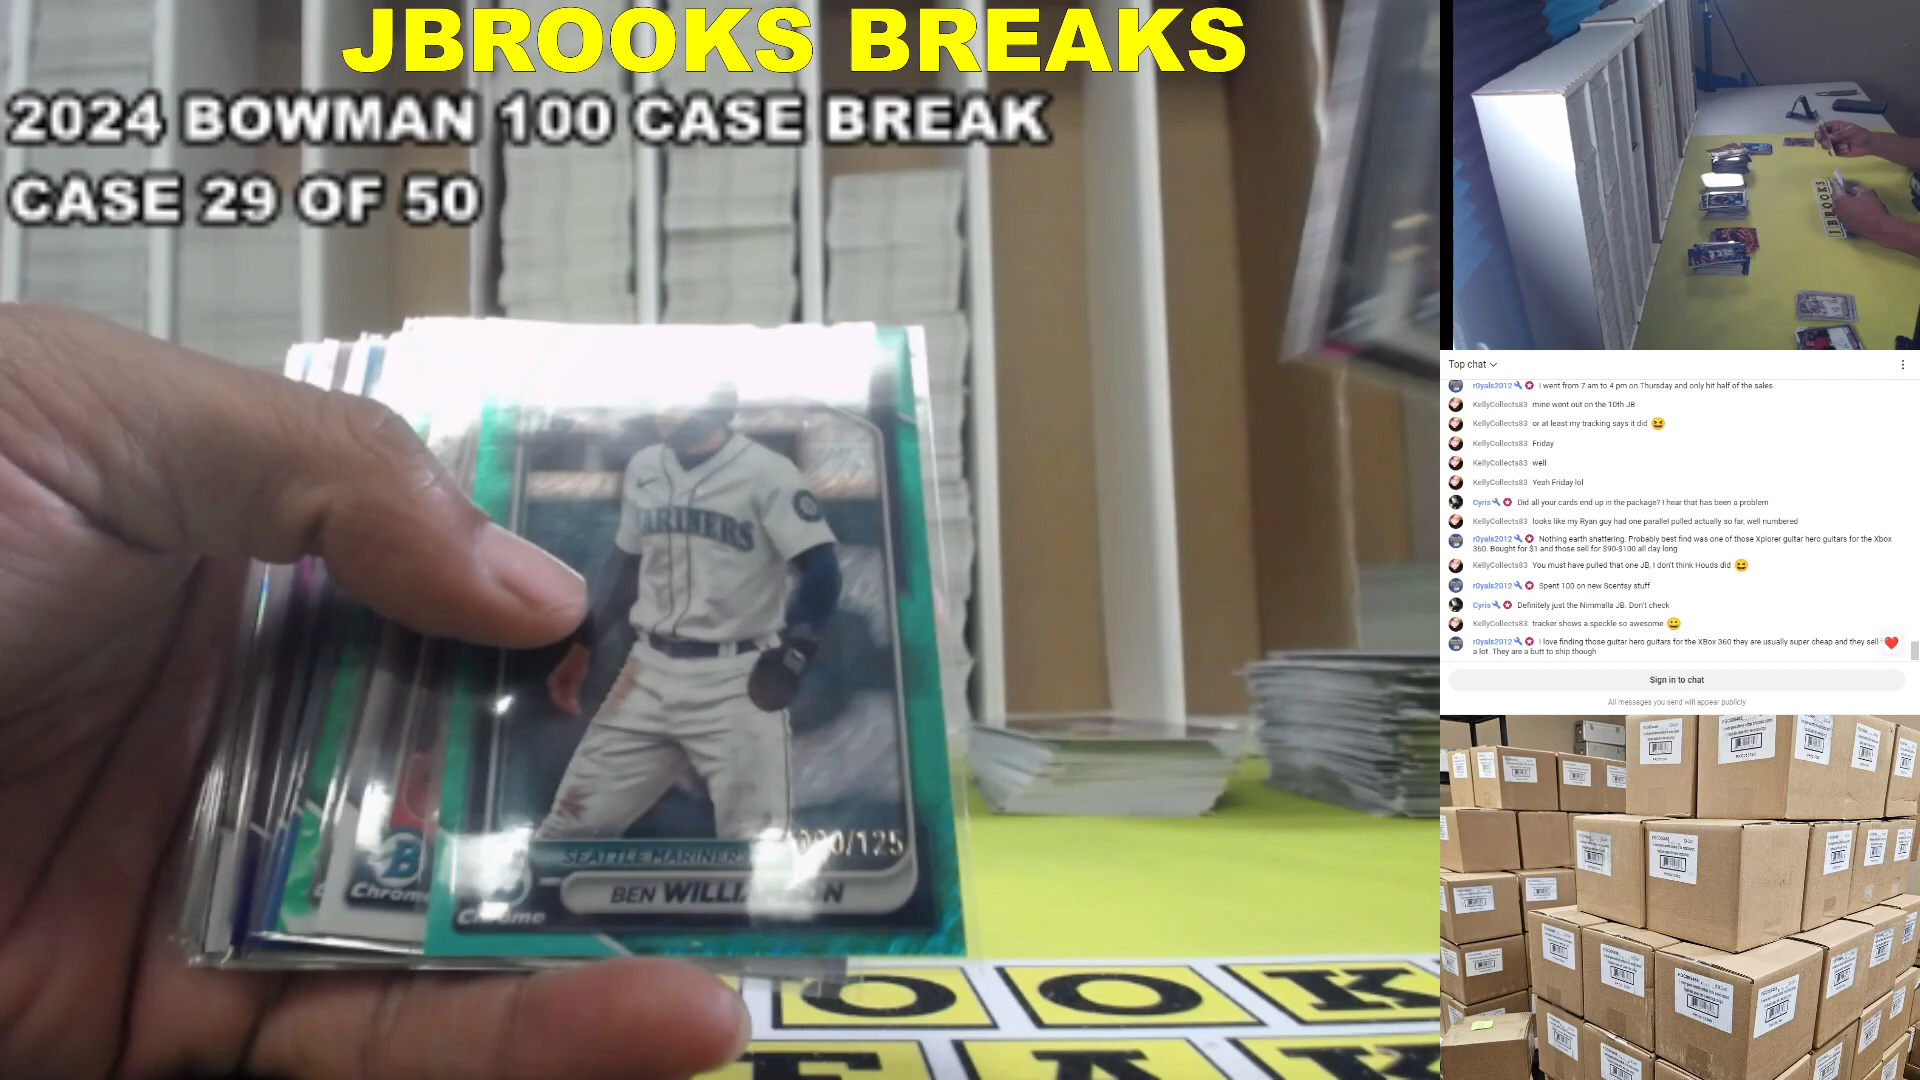 JBROOKS BREAKS
2024 BOWMAN 100 CASE BREAK
CASE 29 OF 50
MARINERS
/125
SEATTLE MARINERS
BEN WILLIAMSON
Chrome
Chrome
JBROOKS
Top chat
r0yals2012 I went from 7 am to 4 pm on Thursday and only hit half of the sales
KellyCollects83 mine went out on the 10th JB
KellyCollects83 or at least my tracking says it did
KellyCollects83 Friday
KellyCollects83 well
KellyCollects83 Yeah Friday lol
Cyris Did all your cards end up in the package? I hear that has been a problem
KellyCollects83 looks like my Ryan guy had one parallel pulled actually so far, well numbered
r0yals2012 Nothing earth shattering. Probably best find was one of those Xplorer guitar hero guitars for the Xbox
360. Bought for $1 and those sell for $90-$100 all day long
KellyCollects83 You must have pulled that one JB, I don't think Houds did
r0yals2012 Spent 100 on new Scentsy stuff
Cyris Definitely just the Nimmalla JB. Don't check
KellyCollects83 tracker shows a speckle so awesome
r0yals2012 I love finding those guitar hero guitars for the XBox 360 they are usually super cheap and they sell
a lot. They are a butt to ship though
Sign in to chat
All messages you send will appear publicly